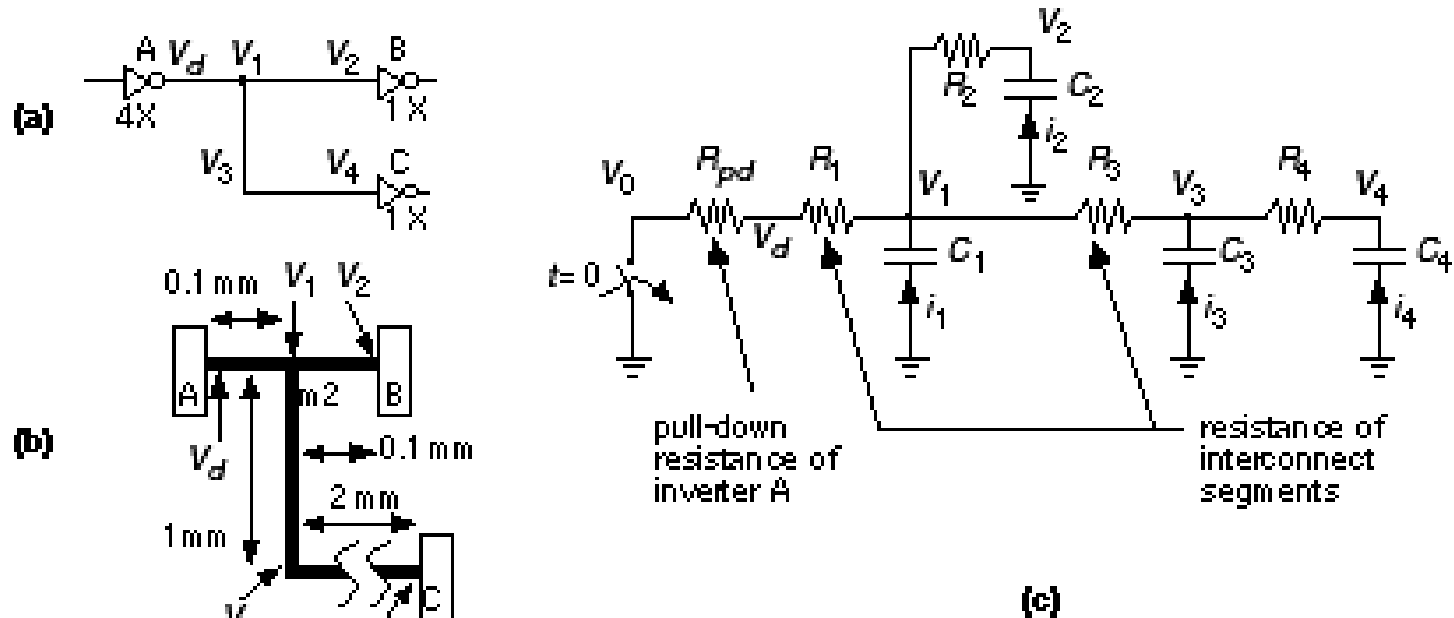 (a)
A
V_d
V_1
V_2
B
4X
1X
V_3
V_4
C
1X
(b)
0.1 mm
V_1
V_2
A
m2
B
V_d
0.1 mm
2 mm
1 mm
V
C
(c)
V_2
R_2
C_2
i_2
V_0
R_pd
R_1
V_1
R_3
V_3
R_4
V_4
V_d
t=0
C_1
C_3
C_4
i_1
i_3
i_4
pull-down
resistance of
inverter A
resistance of
interconnect
segments